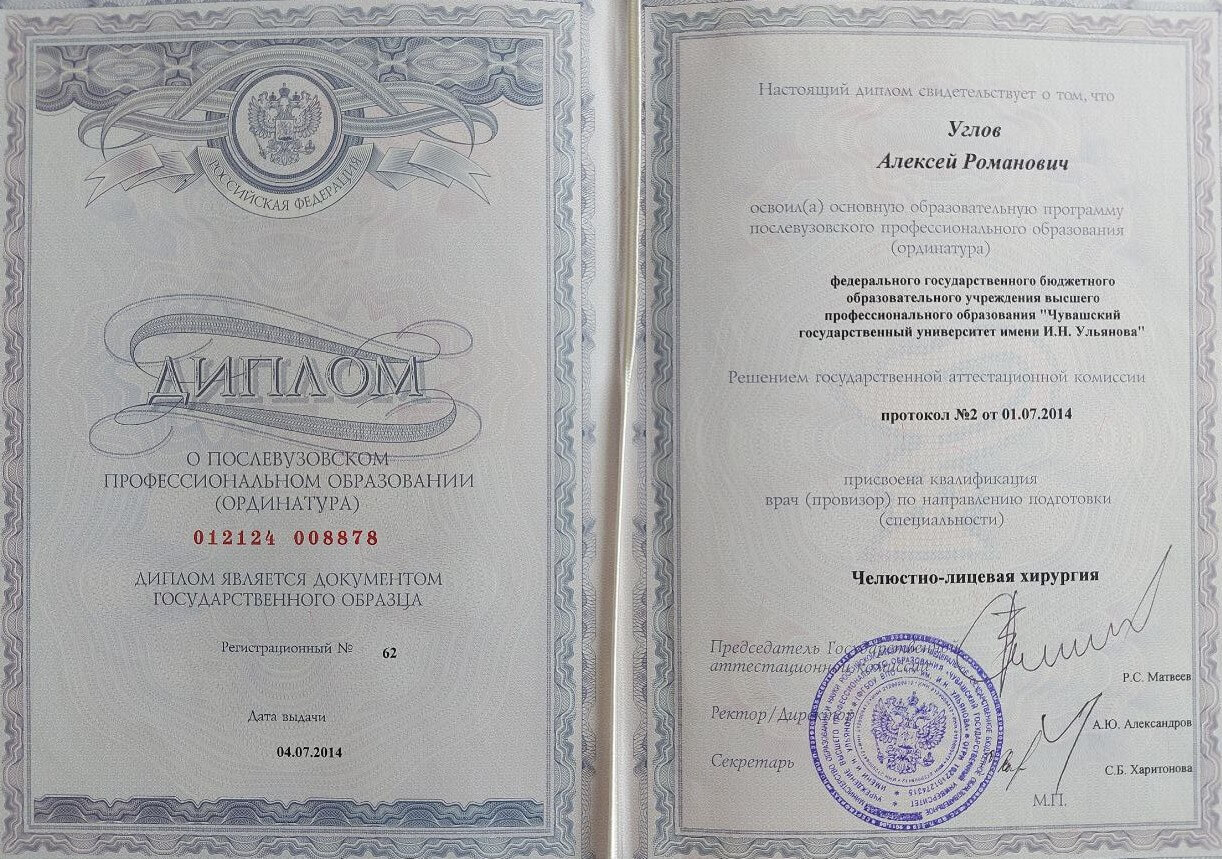 РОССИЙСКАЯ ФЕДЕРАЦИЯ
ДИПЛОМ
О ПОСЛЕВУЗОВСКОМ
ПРОФЕССИОНАЛЬНОМ ОБРАЗОВАНИИ
(ОРДИНАТУРА)
012124 008878
ДИПЛОМ ЯВЛЯЕТСЯ ДОКУМЕНТОМ
ГОСУДАРСТВЕННОГО ОБРАЗЦА
Регистрационный № 62
Дата выдачи
04.07.2014
Настоящий диплом свидетельствует о том, что
Углов
Алексей Романович
освоил(а) основную образовательную программу
послевузовского профессионального образования
(ординатура)
федерального государственного бюджетного
образовательного учреждения высшего
профессионального образования "Чувашский
государственный университет имени И.Н. Ульянова"
Решением государственной аттестационной комиссии
протокол №2 от 01.07.2014
присвоена квалификация
врач (провизор) по направлению подготовки
(специальности)
Челюстно-лицевая хирургия
Председатель Государственной
аттестационной комиссии
Р.С. Матвеев
Ректор/Директор
А.Ю. Александров
Секретарь
С.Б. Харитонова
М.П.